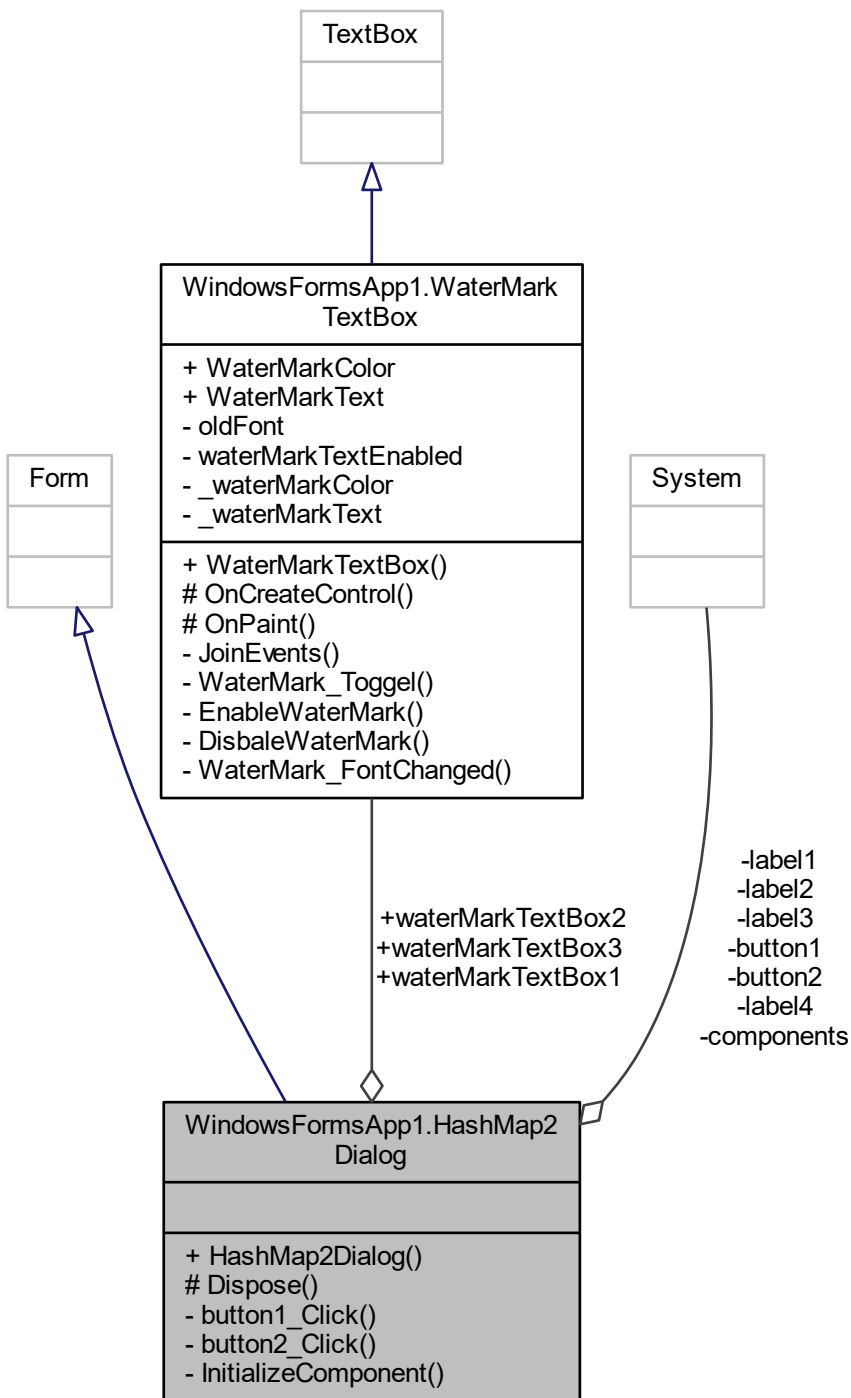 TextBox
WindowsFormsApp1.WaterMark
TextBox
+ WaterMarkColor
+ WaterMarkText
- oldFont
- waterMarkTextEnabled
- _waterMarkColor
- _waterMarkText
+ WaterMarkTextBox()
# OnCreateControl()
# OnPaint()
- JoinEvents()
- WaterMark_Toggel()
- EnableWaterMark()
- DisbaleWaterMark()
- WaterMark_FontChanged()
Form
System
+waterMarkTextBox2
+waterMarkTextBox3
+waterMarkTextBox1
-label1
-label2
-label3
-button1
-button2
-label4
-components
WindowsFormsApp1.HashMap2
Dialog
+ HashMap2Dialog()
# Dispose()
- button1_Click()
- button2_Click()
- InitializeComponent()